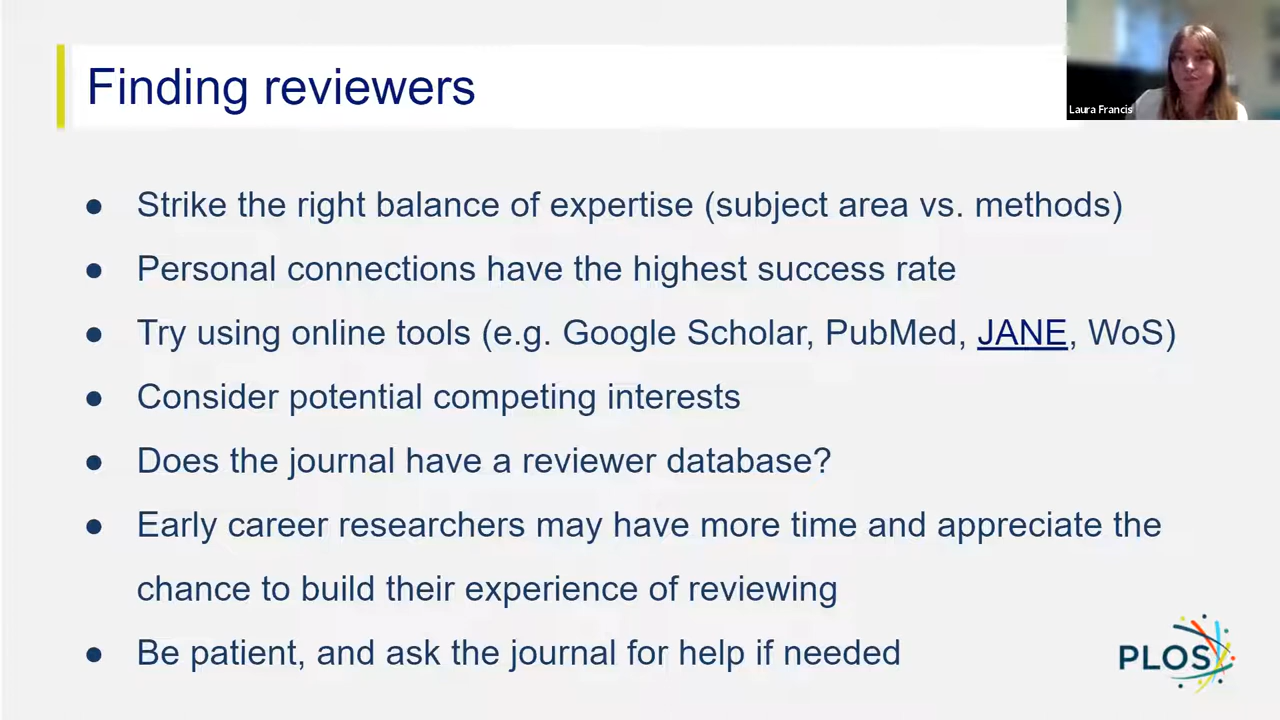 Finding reviewers
Laura Francis
● Strike the right balance of expertise (subject area vs. methods)
● Personal connections have the highest success rate
● Try using online tools (e.g. Google Scholar, PubMed, JANE, WoS)
● Consider potential competing interests
● Does the journal have a reviewer database?
● Early career researchers may have more time and appreciate the
chance to build their experience of reviewing
● Be patient, and ask the journal for help if needed
PLOS